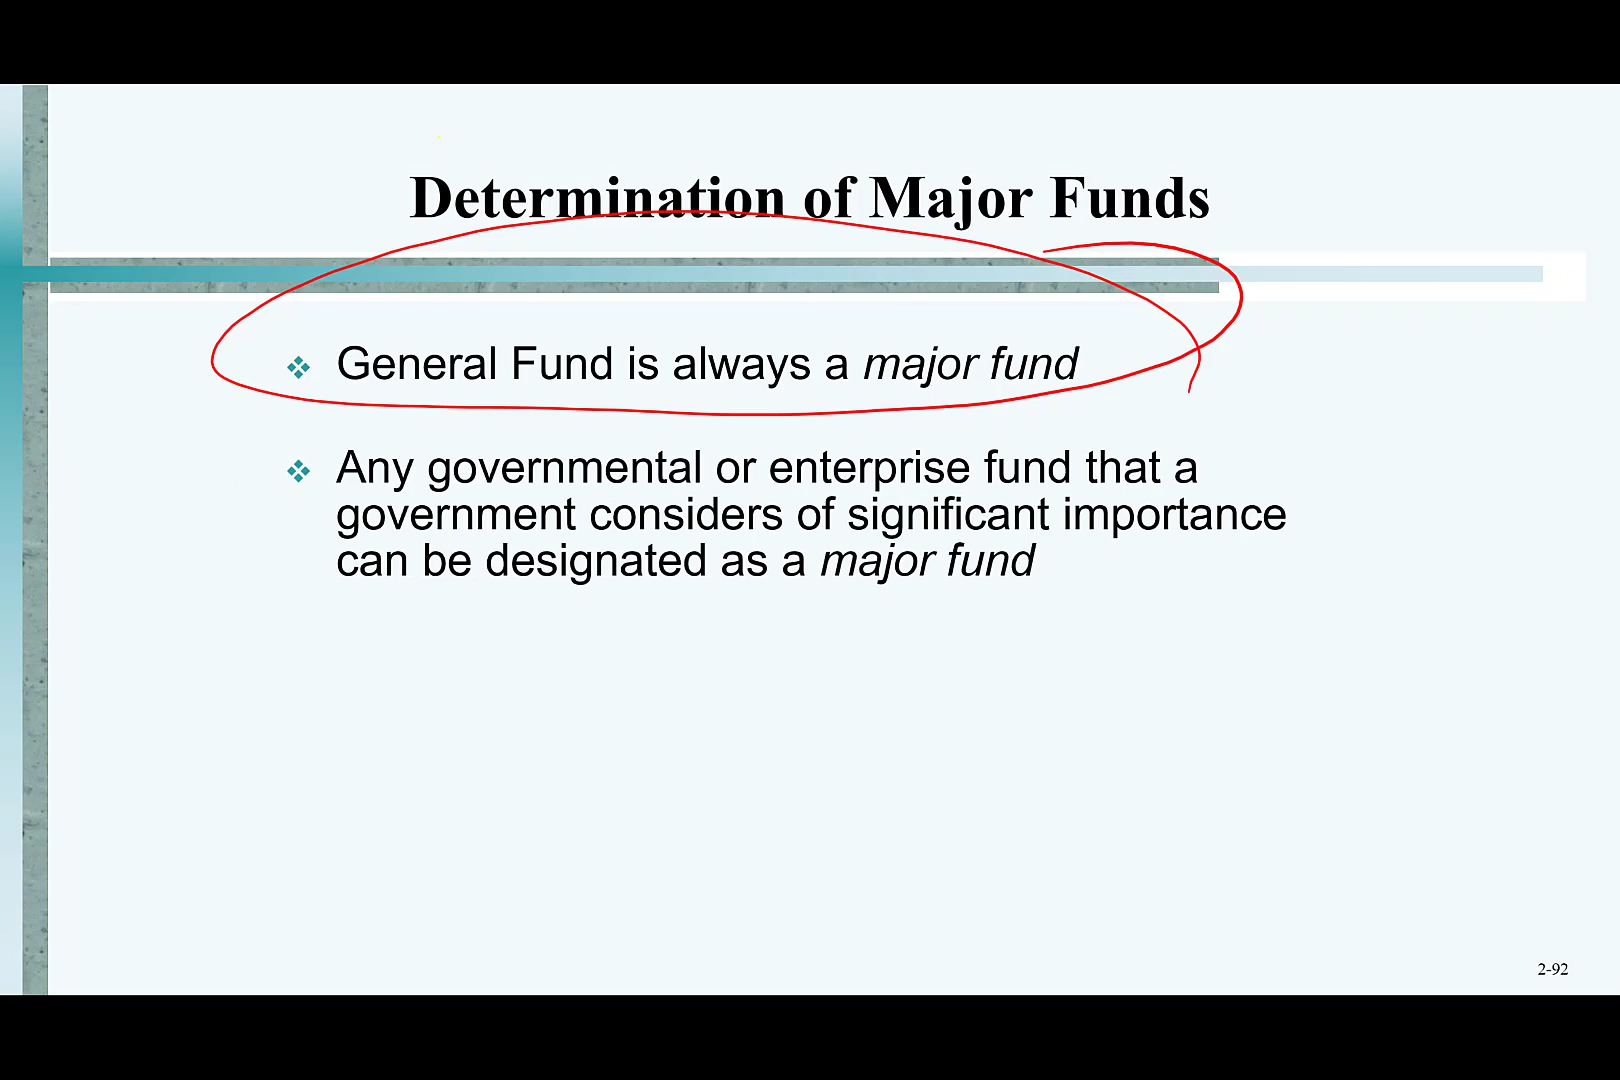 Determination of Major Funds
General Fund is always a major fund
Any governmental or enterprise fund that a
government considers of significant importance
can be designated as a major fund
2-92